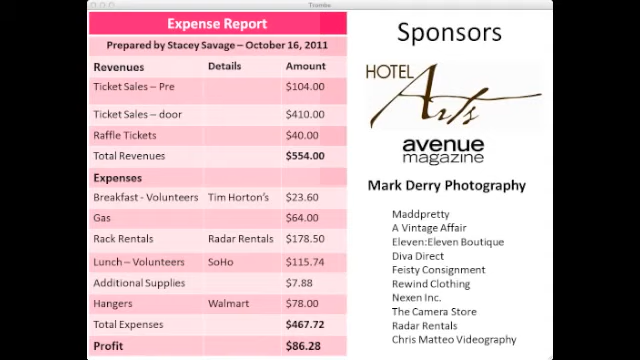 Trombe
Expense Report
Prepared by Stacey Savage – October 16, 2011
Revenues Details Amount
Ticket Sales – Pre $104.00
Ticket Sales – door $410.00
Raffle Tickets $40.00
Total Revenues $554.00
Expenses
Breakfast - Volunteers Tim Horton's $23.60
Gas $64.00
Rack Rentals Radar Rentals $178.50
Lunch – Volunteers SoHo $115.74
Additional Supplies $7.88
Hangers Walmart $78.00
Total Expenses $467.72
Profit $86.28
Sponsors
HOTEL
Arts
avenue
magazine
Mark Derry Photography
Maddpretty
A Vintage Affair
Eleven:Eleven Boutique
Diva Direct
Feisty Consignment
Rewind Clothing
Nexen Inc.
The Camera Store
Radar Rentals
Chris Matteo Videography